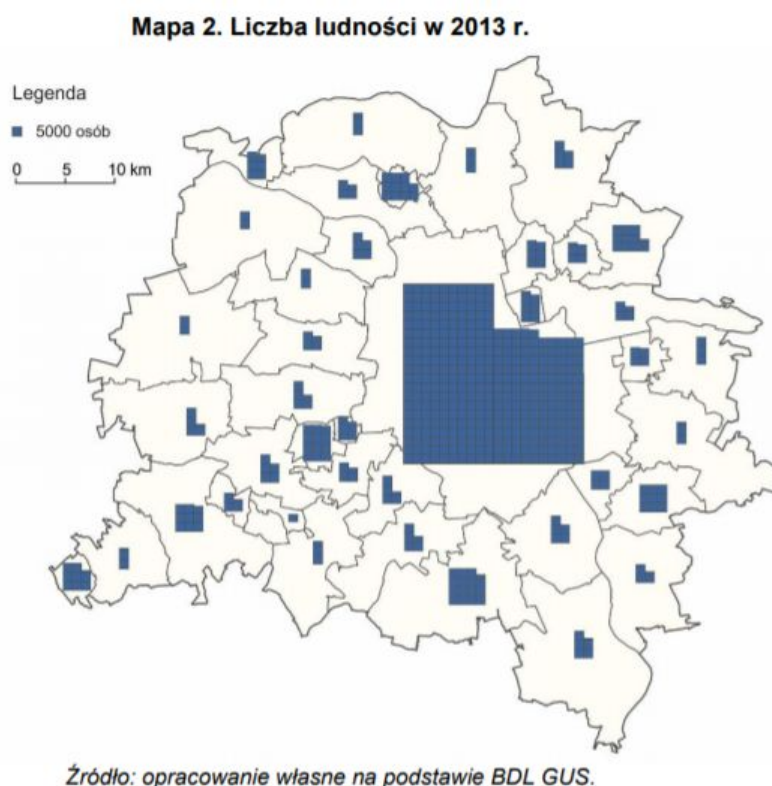 Mapa 2. Liczba ludności w 2013 r.
Legenda
5000 osób
0 5 10 km
Źródło: opracowanie własne na podstawie BDL GUS.